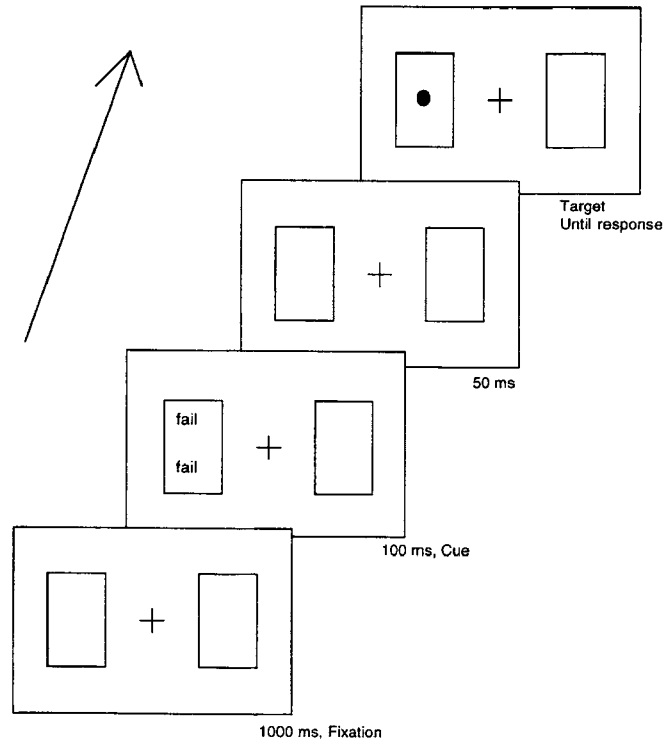 Target
Until response
50 ms
fail
fail
100 ms, Cue
1000 ms, Fixation